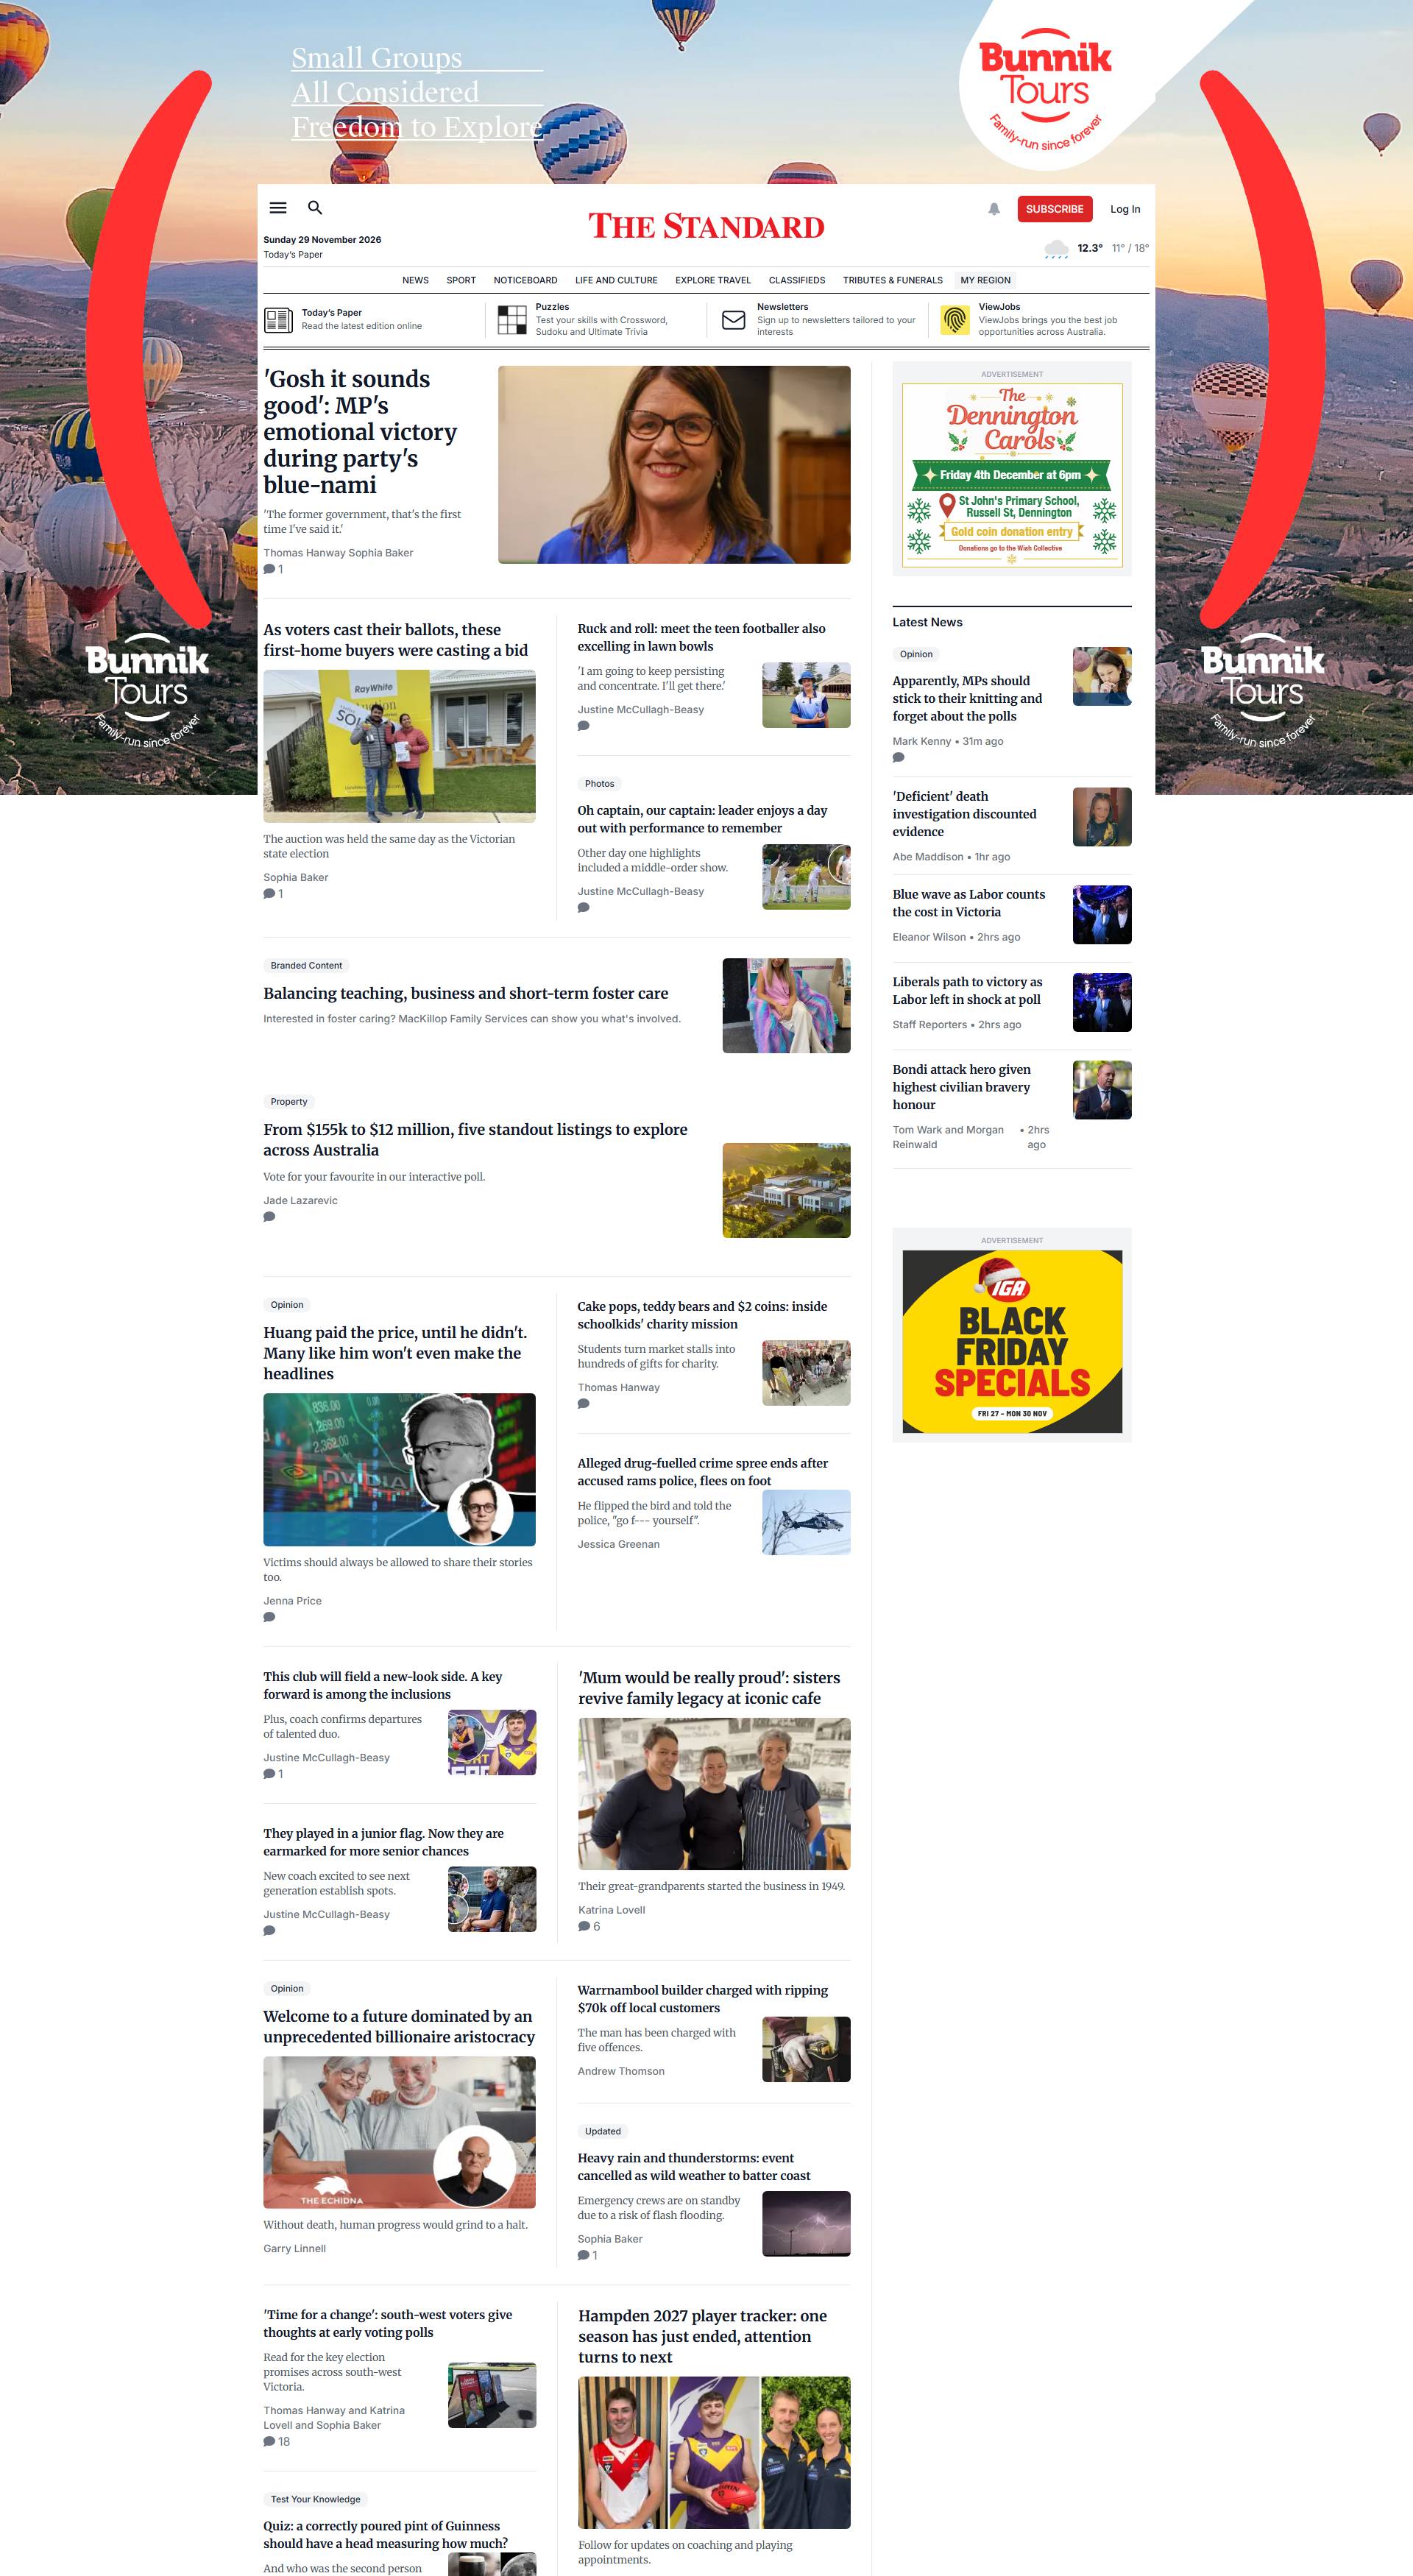 Small Groups
All Considered
Freedom to Explore
Bunnik
Tours
Family-run since forever
THE STANDARD
SUBSCRIBE
Log In
Sunday 29 November 2026
Today's Paper
12.3° 11° / 18°
NEWS SPORT NOTICEBOARD LIFE AND CULTURE EXPLORE TRAVEL CLASSIFIEDS TRIBUTES & FUNERALS MY REGION
Today's Paper
Read the latest edition online
Puzzles
Test your skills with Crossword,
Sudoku and Ultimate Trivia
Newsletters
Sign up to newsletters tailored to your
interests
ViewJobs
ViewJobs brings you the best job
opportunities across Australia.
'Gosh it sounds
good': MP's
emotional victory
during party's
blue-nami
'The former government, that's the first
time I've said it.'
Thomas Hanway Sophia Baker
1
As voters cast their ballots, these
first-home buyers were casting a bid
RayWhite
The auction was held the same day as the Victorian
state election
Sophia Baker
1
Ruck and roll: meet the teen footballer also
excelling in lawn bowls
'I am going to keep persisting
and concentrate. I'll get there.'
Justine McCullagh-Beasy
Photos
Oh captain, our captain: leader enjoys a day
out with performance to remember
Other day one highlights
included a middle-order show.
Justine McCullagh-Beasy
Branded Content
Balancing teaching, business and short-term foster care
Interested in foster caring? MacKillop Family Services can show you what's involved.
Property
From $155k to $12 million, five standout listings to explore
across Australia
Vote for your favourite in our interactive poll.
Jade Lazarevic
Opinion
Huang paid the price, until he didn't.
Many like him won't even make the
headlines
836.00
1,269.00
2,362.00
NVIDIA
Victims should always be allowed to share their stories
too.
Jenna Price
Cake pops, teddy bears and $2 coins: inside
schoolkids' charity mission
Students turn market stalls into
hundreds of gifts for charity.
Thomas Hanway
Alleged drug-fuelled crime spree ends after
accused rams police, flees on foot
He flipped the bird and told the
police, "go f--- yourself".
Jessica Greenan
This club will field a new-look side. A key
forward is among the inclusions
Plus, coach confirms departures
of talented duo.
Justine McCullagh-Beasy
1
They played in a junior flag. Now they are
earmarked for more senior chances
New coach excited to see next
generation establish spots.
Justine McCullagh-Beasy
'Mum would be really proud': sisters
revive family legacy at iconic cafe
Their great-grandparents started the business in 1949.
Katrina Lovell
6
Opinion
Welcome to a future dominated by an
unprecedented billionaire aristocracy
THE ECHIDNA
Without death, human progress would grind to a halt.
Garry Linnell
Warrnambool builder charged with ripping
$70k off local customers
The man has been charged with
five offences.
Andrew Thomson
Updated
Heavy rain and thunderstorms: event
cancelled as wild weather to batter coast
Emergency crews are on standby
due to a risk of flash flooding.
Sophia Baker
1
'Time for a change': south-west voters give
thoughts at early voting polls
Read for the key election
promises across south-west
Victoria.
Thomas Hanway and Katrina
Lovell and Sophia Baker
18
Test Your Knowledge
Quiz: a correctly poured pint of Guinness
should have a head measuring how much?
And who was the second person
Hampden 2027 player tracker: one
season has just ended, attention
turns to next
Follow for updates on coaching and playing
appointments.
ADVERTISEMENT
The
Dennington
Carols
Friday 4th December at 6pm
St John's Primary School,
Russell St, Dennington
Gold coin donation entry
Donations go to the Wish Collective
Latest News
Opinion
Apparently, MPs should
stick to their knitting and
forget about the polls
Mark Kenny • 31m ago
'Deficient' death
investigation discounted
evidence
Abe Maddison • 1hr ago
Blue wave as Labor counts
the cost in Victoria
Eleanor Wilson • 2hrs ago
Liberals path to victory as
Labor left in shock at poll
Staff Reporters • 2hrs ago
Bondi attack hero given
highest civilian bravery
honour
Tom Wark and Morgan
Reinwald
• 2hrs
ago
ADVERTISEMENT
IGA
BLACK
FRIDAY
SPECIALS
FRI 27 - MON 30 NOV
Bunnik
Tours
Family-run since forever
Bunnik
Tours
Family-run since forever